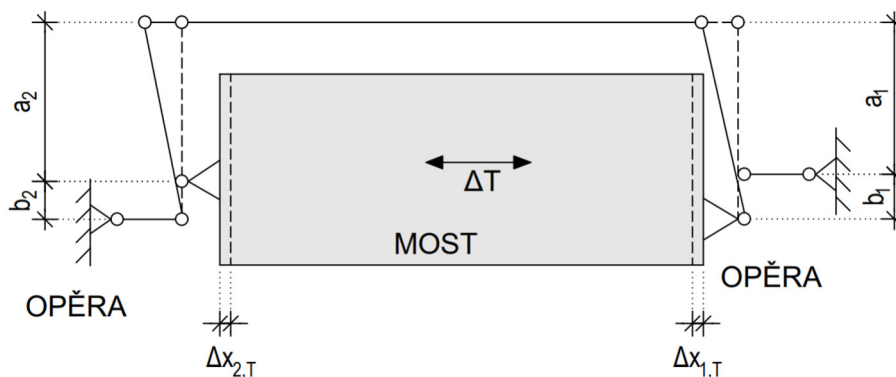 a₂
a₁
b₂
b₁
ΔT
MOST
OPĚRA
OPĚRA
Δx₂,T
Δx₁,T